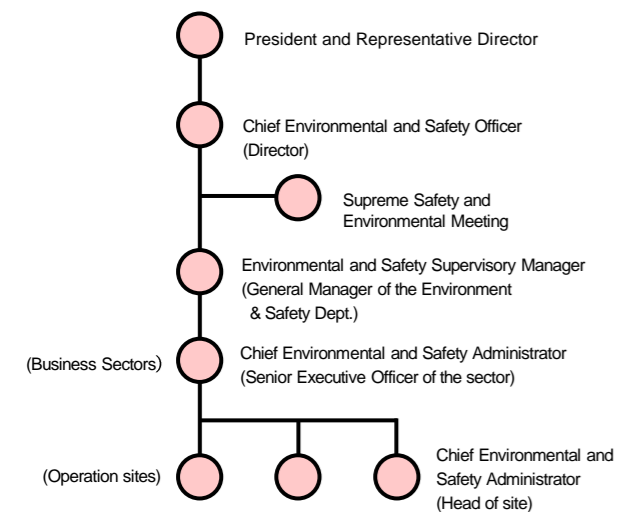 President and Representative Director
Chief Environmental and Safety Officer
(Director)
Supreme Safety and
Environmental Meeting
Environmental and Safety Supervisory Manager
(General Manager of the Environment
& Safety Dept.)
(Business Sectors)
Chief Environmental and Safety Administrator
(Senior Executive Officer of the sector)
(Operation sites)
Chief Environmental and
Safety Administrator
(Head of site)